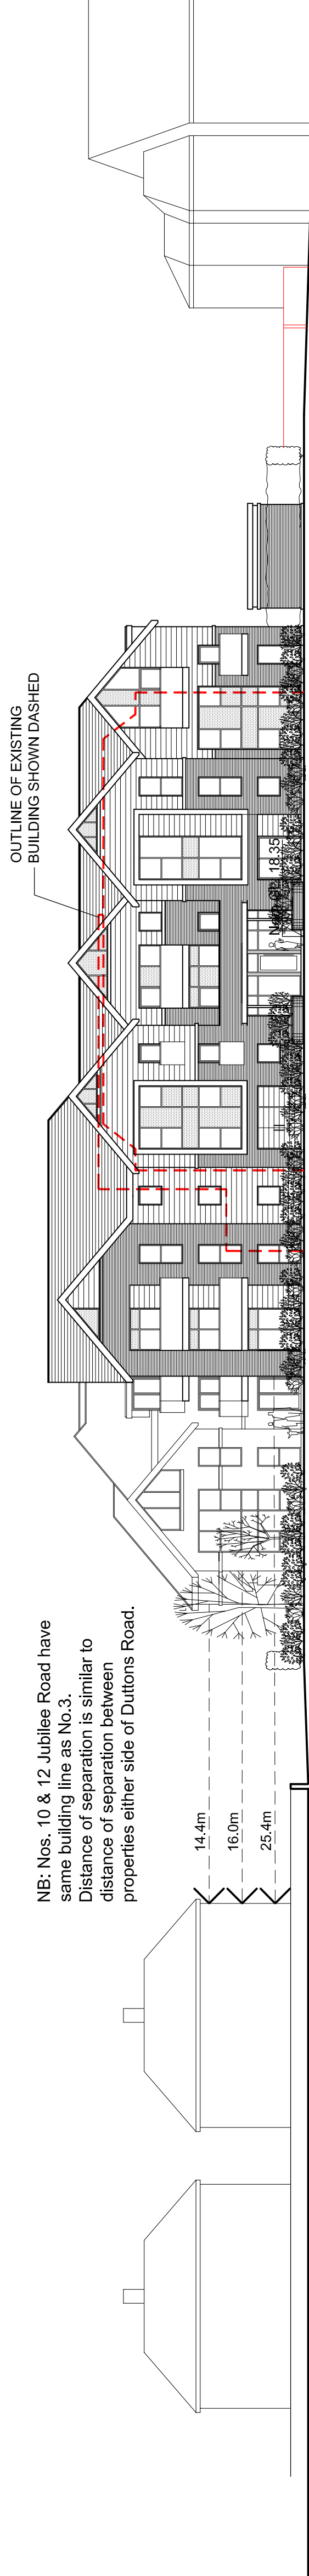 OUTLINE OF EXISTING
BUILDING SHOWN DASHED
NB: Nos. 10 & 12 Jubilee Road have
same building line as No.3.
Distance of separation is similar to
distance of separation between
properties either side of Duttons Road.
14.4m
16.0m
25.4m
18.35